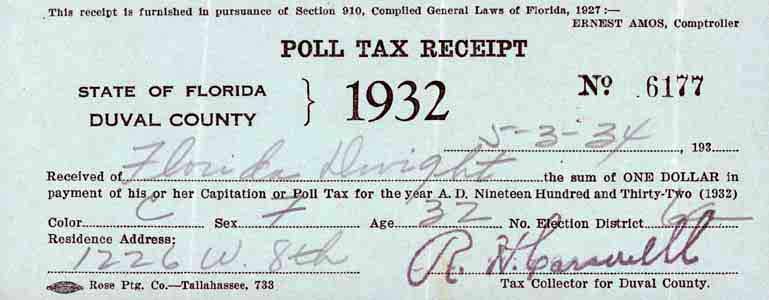 This receipt is furnished in pursuance of Section 910, Compiled General Laws of Florida, 1927:—
ERNEST AMOS, Comptroller
POLL TAX RECEIPT
STATE OF FLORIDA
DUVAL COUNTY } 1932 No. 6177
5-3-34, 193
Received of Florida Dwight the sum of ONE DOLLAR in
payment of his or her Capitation or Poll Tax for the year A. D. Nineteen Hundred and Thirty-Two (1932)
Color C Sex F Age 32 No. Election District
Residence Address:
1226 W. 8th
Rose Ptg. Co.—Tallahassee, 733
R. H. Carswell
Tax Collector for Duval County.